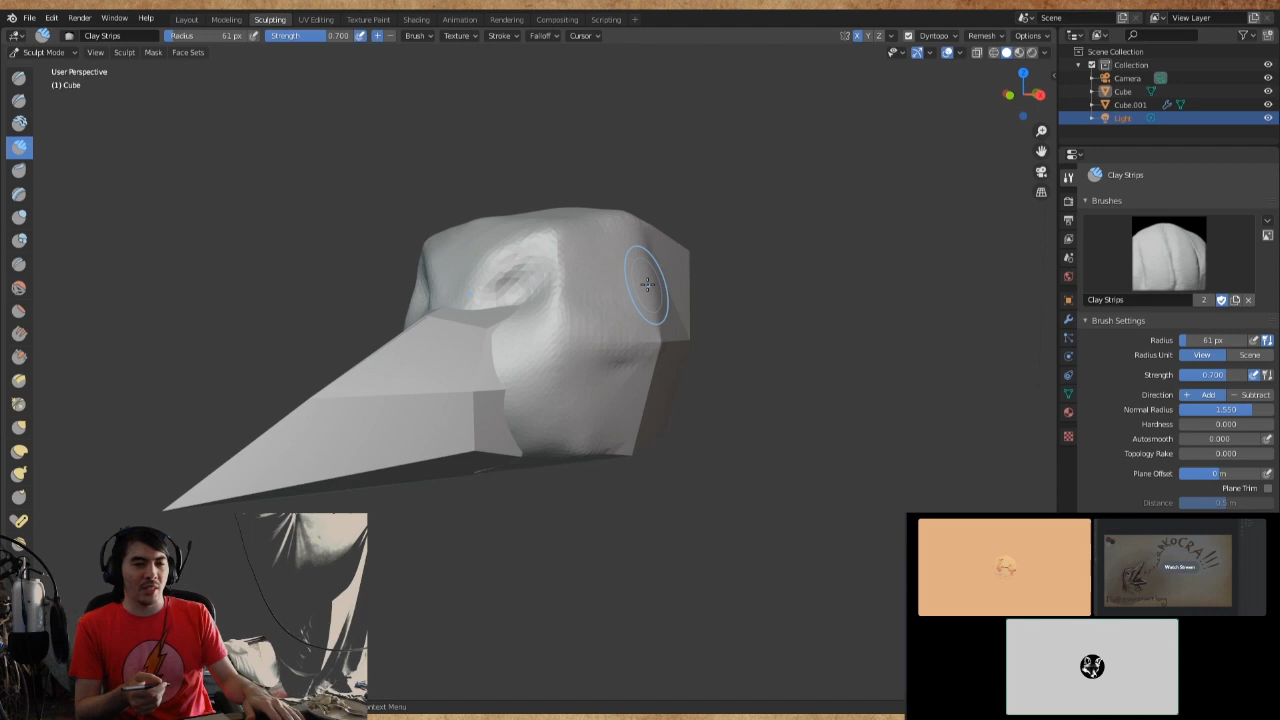 File Edit Render Window Help Layout Modeling Sculpting UV Editing Texture Paint Shading Animation Rendering Compositing Scripting + Scene View Layer
Clay Strips Radius 61 px Strength 0.700 Brush Texture Stroke Falloff Cursor X Y Z Dyntopo Remesh Options
Sculpt Mode View Sculpt Mask Face Sets
User Perspective
(1) Cube
Scene Collection
Collection
Camera
Cube
Cube.001
Light
Clay Strips
Brushes
Clay Strips 2
Brush Settings
Radius 61 px
Radius Unit View Scene
Strength 0.700
Direction + Add − Subtract
Normal Radius 1.550
Hardness 0.000
Autosmooth 0.000
Topology Rake 0.000
Plane Offset 0 m
Plane Trim
Distance 0.5 m
Watch Stream
ontext Menu